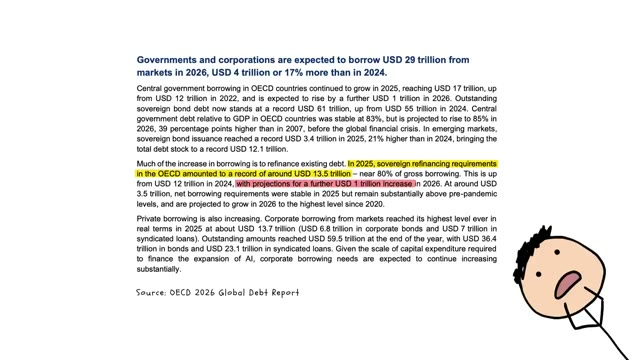 Governments and corporations are expected to borrow USD 29 trillion from
markets in 2026, USD 4 trillion or 17% more than in 2024.
Central government borrowing in OECD countries continued to grow in 2025, reaching USD 17 trillion, up
from USD 12 trillion in 2022, and is expected to rise by a further USD 1 trillion in 2026. Outstanding
sovereign bond debt now stands at a record USD 61 trillion, up from USD 55 trillion in 2024. Central
government debt relative to GDP in OECD countries was stable at 83%, but is projected to rise to 85% in
2026, 39 percentage points higher than in 2007, before the global financial crisis. In emerging markets,
sovereign bond issuance reached a record USD 3.4 trillion in 2025, 21% higher than in 2024, bringing the
total debt stock to a record USD 12.1 trillion.
Much of the increase in borrowing is to refinance existing debt. In 2025, sovereign refinancing requirements
in the OECD amounted to a record of around USD 13.5 trillion – near 80% of gross borrowing. This is up
from USD 12 trillion in 2024, with projections for a further USD 1 trillion increase in 2026. At around USD
3.5 trillion, net borrowing requirements were stable in 2025 but remain substantially above pre-pandemic
levels, and are projected to grow in 2026 to the highest level since 2020.
Private borrowing is also increasing. Corporate borrowing from markets reached its highest level ever in
real terms in 2025 at about USD 13.7 trillion (USD 6.8 trillion in corporate bonds and USD 7 trillion in
syndicated loans). Outstanding amounts reached USD 59.5 trillion at the end of the year, with USD 36.4
trillion in bonds and USD 23.1 trillion in syndicated loans. Given the scale of capital expenditure required
to finance the expansion of AI, corporate borrowing needs are expected to continue increasing
substantially.
Source: OECD 2026 Global Debt Report